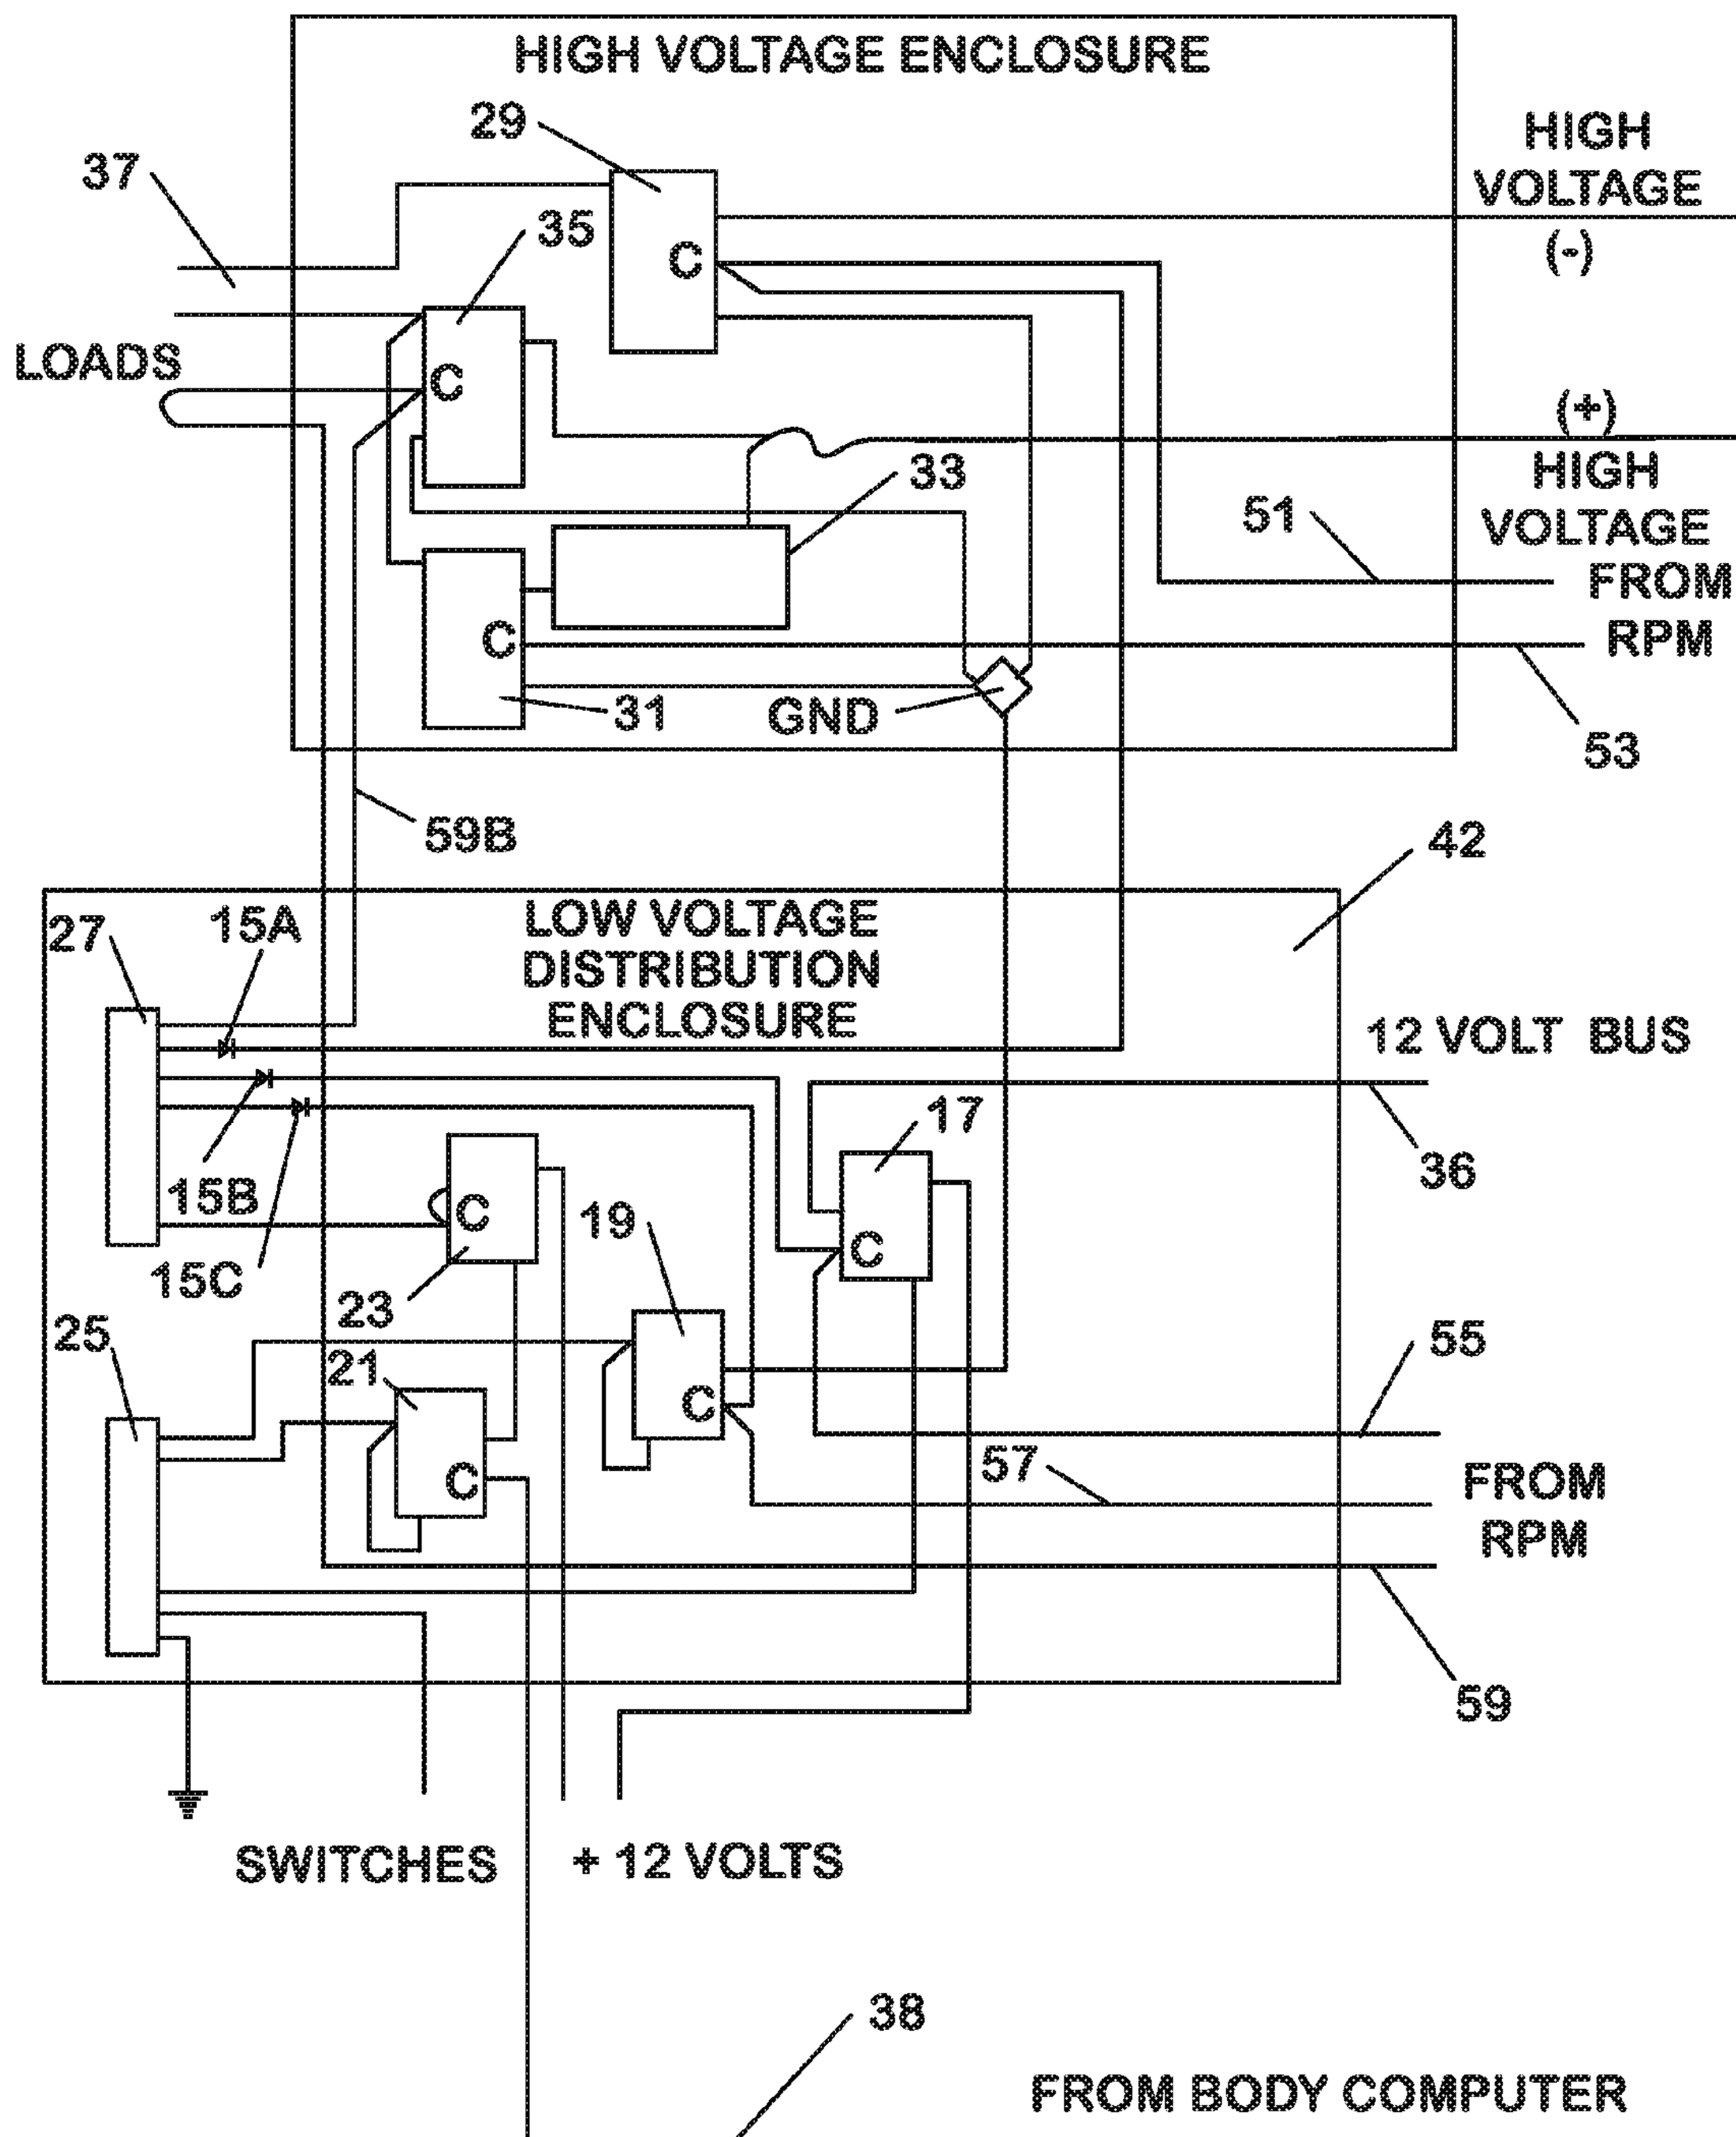 HIGH VOLTAGE ENCLOSURE
29
37
35
HIGH
VOLTAGE
(-)
C
LOADS
C
(+)
HIGH
VOLTAGE
33
51
FROM
RPM
C
31
GND
53
59B
42
27
15A
LOW VOLTAGE
DISTRIBUTION
ENCLOSURE
12 VOLT BUS
17
36
15B
C
19
C
15C
23
25
21
55
C
C
57
FROM
RPM
59
SWITCHES
+ 12 VOLTS
38
FROM BODY COMPUTER